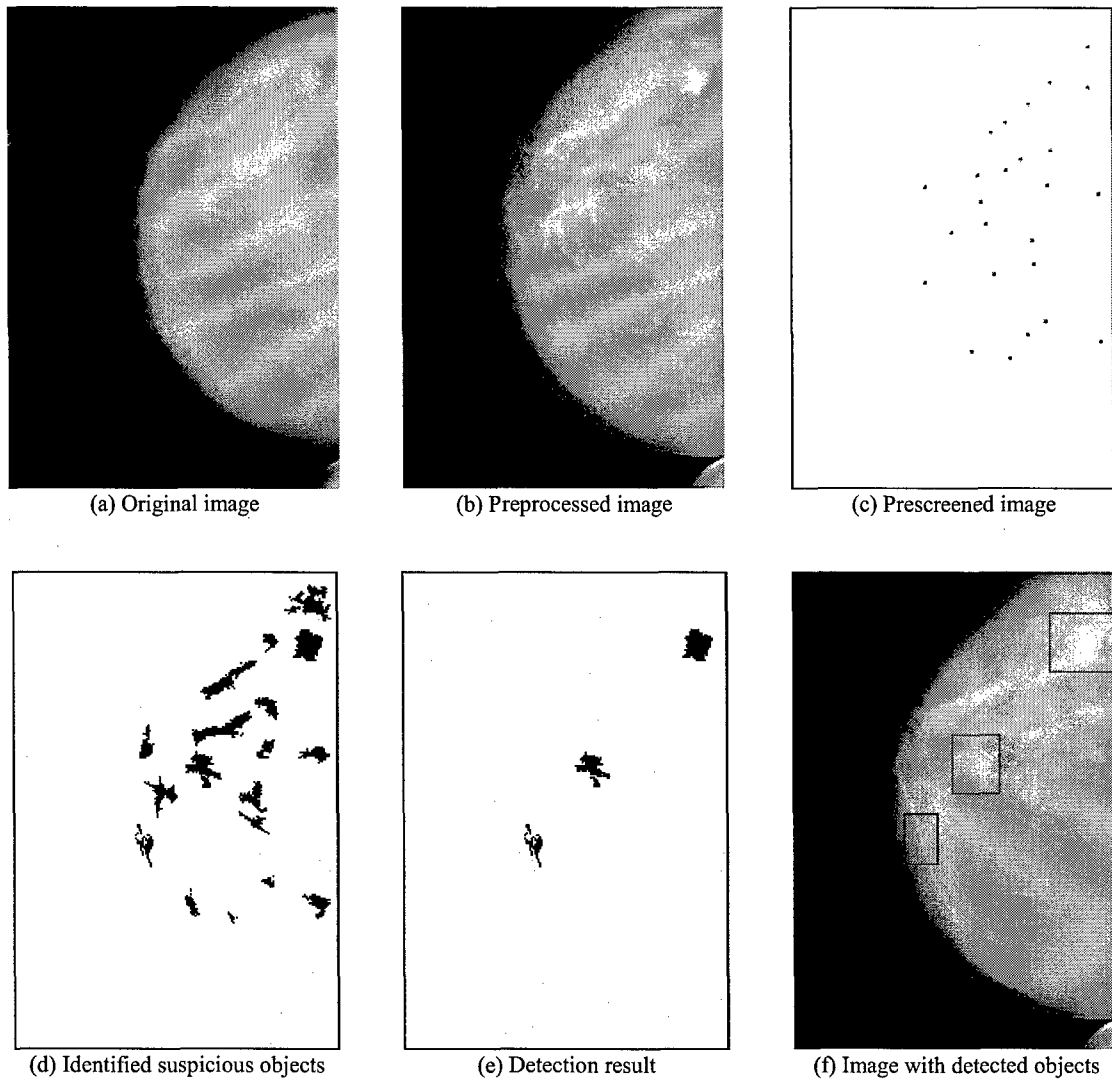 (a) Original image
(b) Preprocessed image
(c) Prescreened image
(d) Identified suspicious objects
(e) Detection result
(f) Image with detected objects